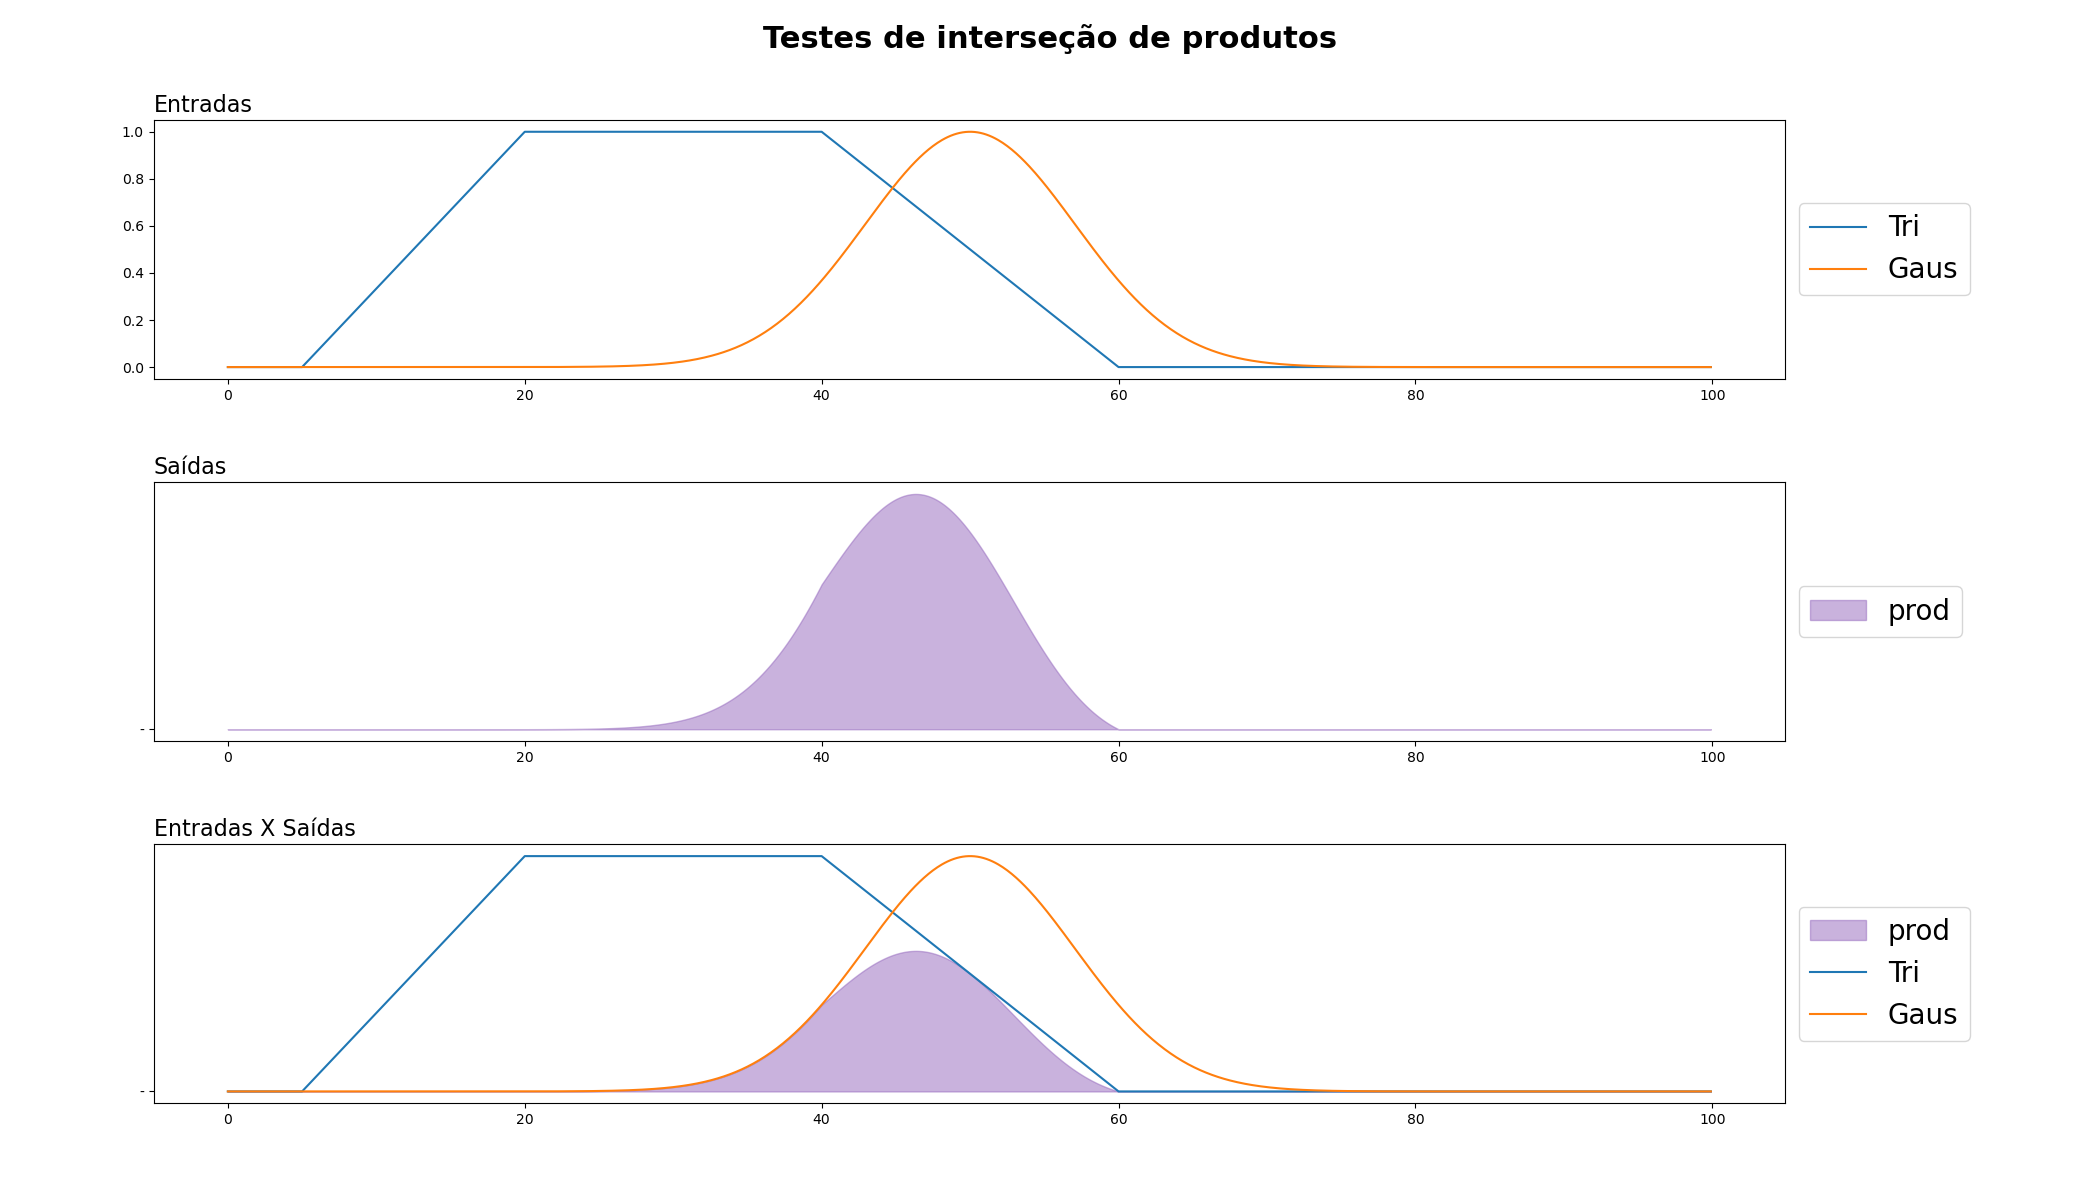 Testes de interseção de produtos
Entradas
1.0
0.8
0.6
0.4
0.2
0.0
0 20 40 60 80 100
Tri
Gaus
Saídas
-
0 20 40 60 80 100
prod
Entradas X Saídas
-
0 20 40 60 80 100
prod
Tri
Gaus